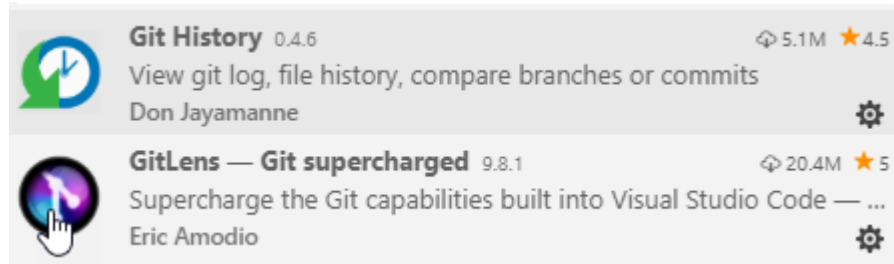 Git History 0.4.6 5.1M 4.5
View git log, file history, compare branches or commits
Don Jayamanne
GitLens — Git supercharged 9.8.1 20.4M 5
Supercharge the Git capabilities built into Visual Studio Code — ...
Eric Amodio